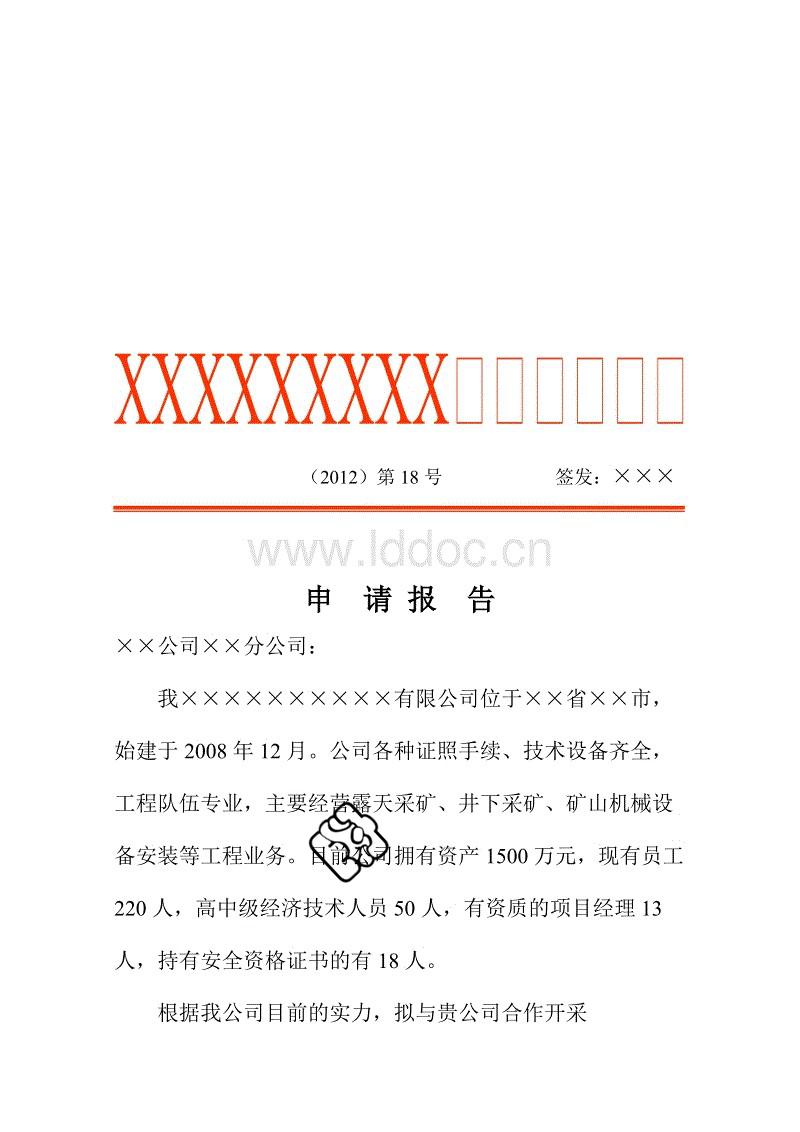 XXXXXXXXX□□□□□□
（2012）第 18 号 签发：×××
www.lddoc.cn
申 请 报 告
××公司××分公司：
我××××××××××有限公司位于××省××市，
始建于 2008 年 12 月。公司各种证照手续、技术设备齐全，
工程队伍专业，主要经营露天采矿、井下采矿、矿山机械设
备安装等工程业务。目前公司拥有资产 1500 万元，现有员工
220 人，高中级经济技术人员 50 人，有资质的项目经理 13
人，持有安全资格证书的有 18 人。
根据我公司目前的实力，拟与贵公司合作开采